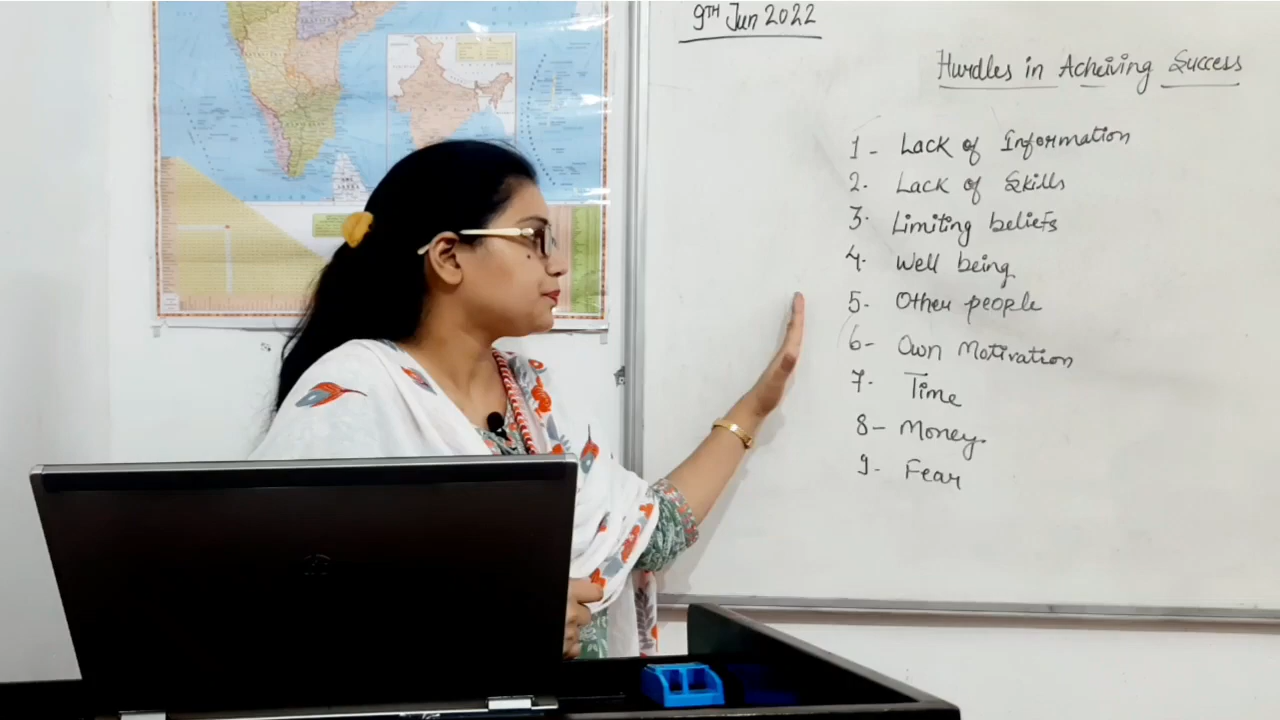 9TH Jun 2022
Hurdles in Acheiving Success
1- Lack of Information
2. Lack of Skills
3. Limiting beliefs
4. Well being
5- Other people
6- Own Motivation
7- Time
8- Money
9- Fear